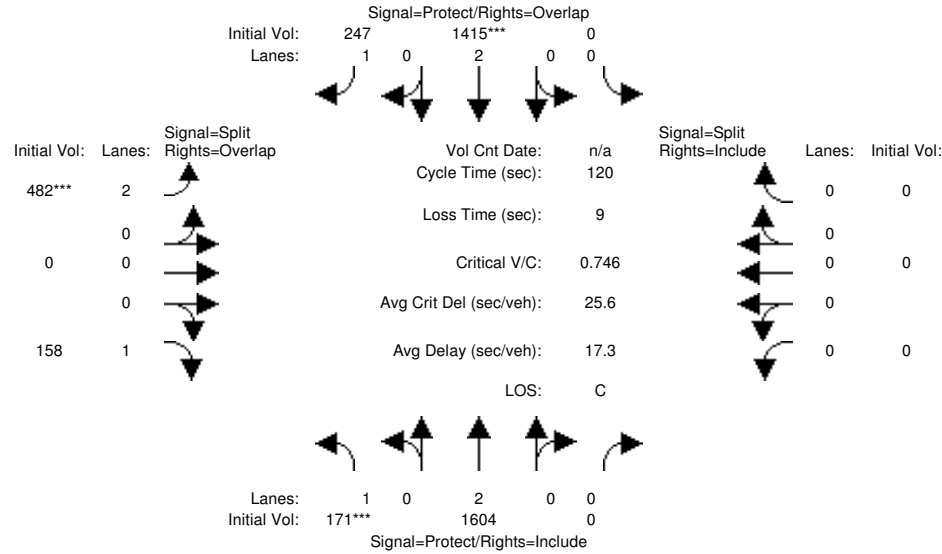 Signal=Protect/Rights=Overlap
Initial Vol: 247 1415*** 0
Lanes: 1 0 2 0 0
Signal=Split
Initial Vol: Lanes: Rights=Overlap
Vol Cnt Date: n/a
Signal=Split
Rights=Include Lanes: Initial Vol:
Cycle Time (sec): 120
482*** 2
0 0
Loss Time (sec): 9
0
0
0 0
Critical V/C: 0.746
0 0
0
Avg Crit Del (sec/veh): 25.6
0
158 1
Avg Delay (sec/veh): 17.3
0 0
LOS: C
Lanes: 1 0 2 0 0
Initial Vol: 171*** 1604 0
Signal=Protect/Rights=Include